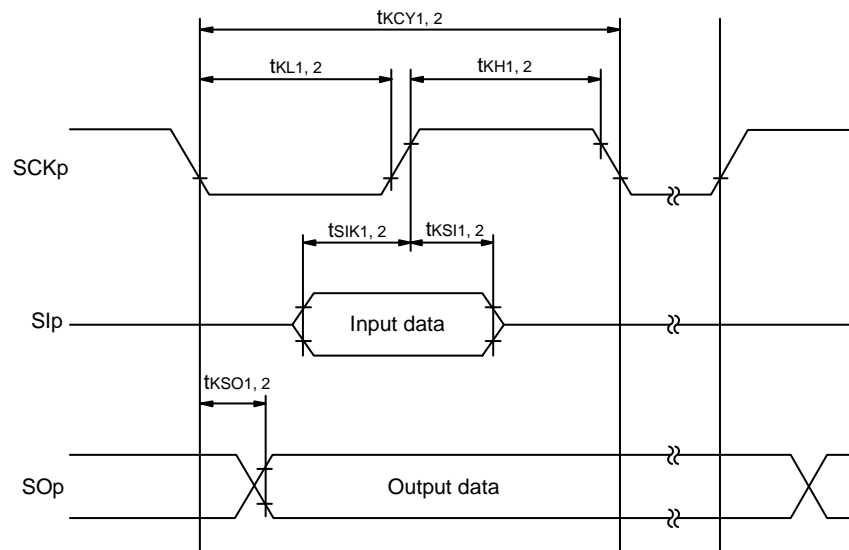 tKCY1, 2
tKL1, 2
tKH1, 2
SCKp
tSIK1, 2
tKSI1, 2
SIp
Input data
tKSO1, 2
SOp
Output data